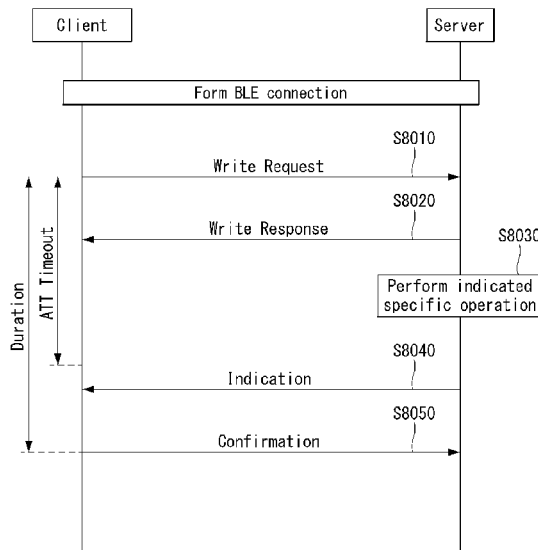 Client
Server
Form BLE connection
S8010
Write Request
S8020
Write Response
S8030
Perform indicated
specific operation
Duration
ATT Timeout
S8040
Indication
S8050
Confirmation